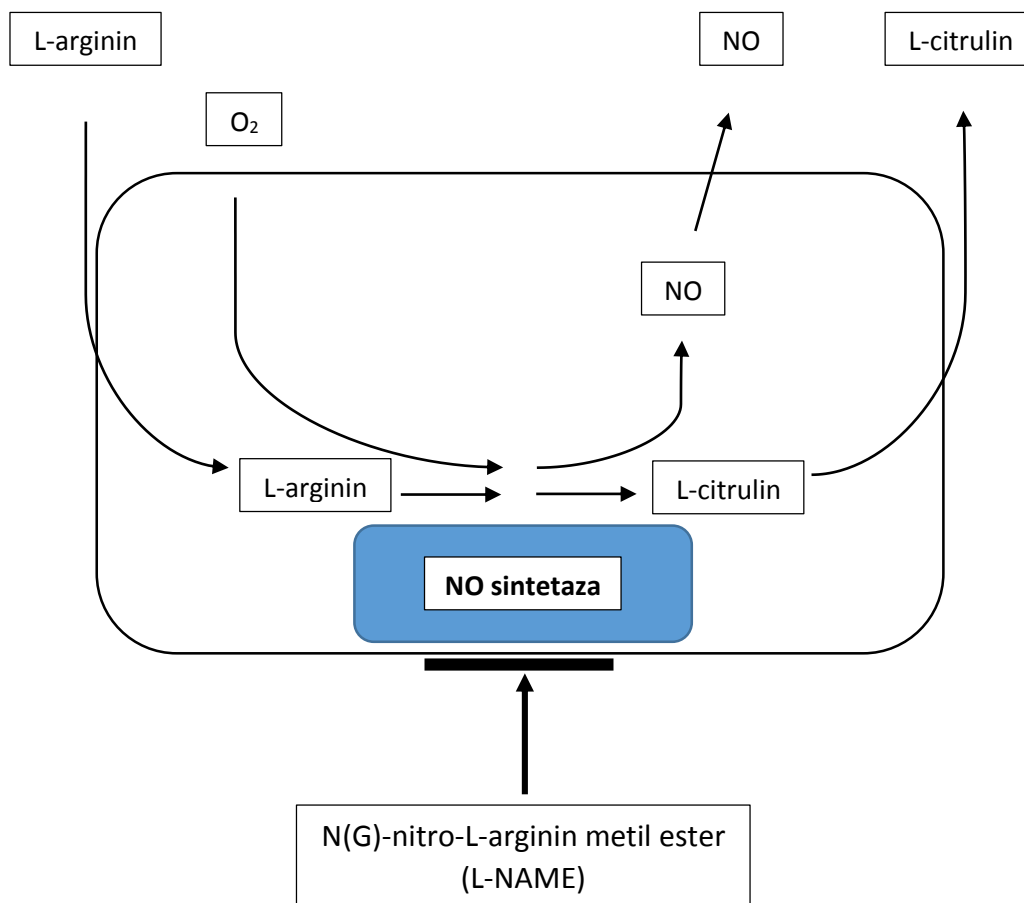 L-arginin
NO
L-citrulin
O₂
NO
L-arginin
L-citrulin
NO sintetaza
N(G)-nitro-L-arginin metil ester
(L-NAME)